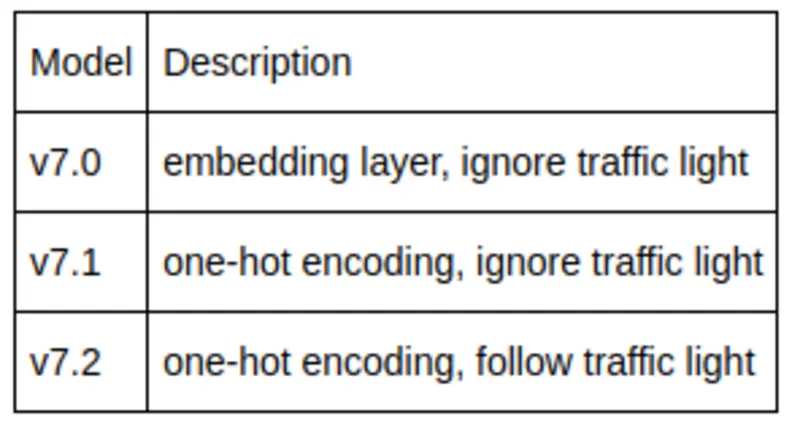 Model Description
v7.0 embedding layer, ignore traffic light
v7.1 one-hot encoding, ignore traffic light
v7.2 one-hot encoding, follow traffic light